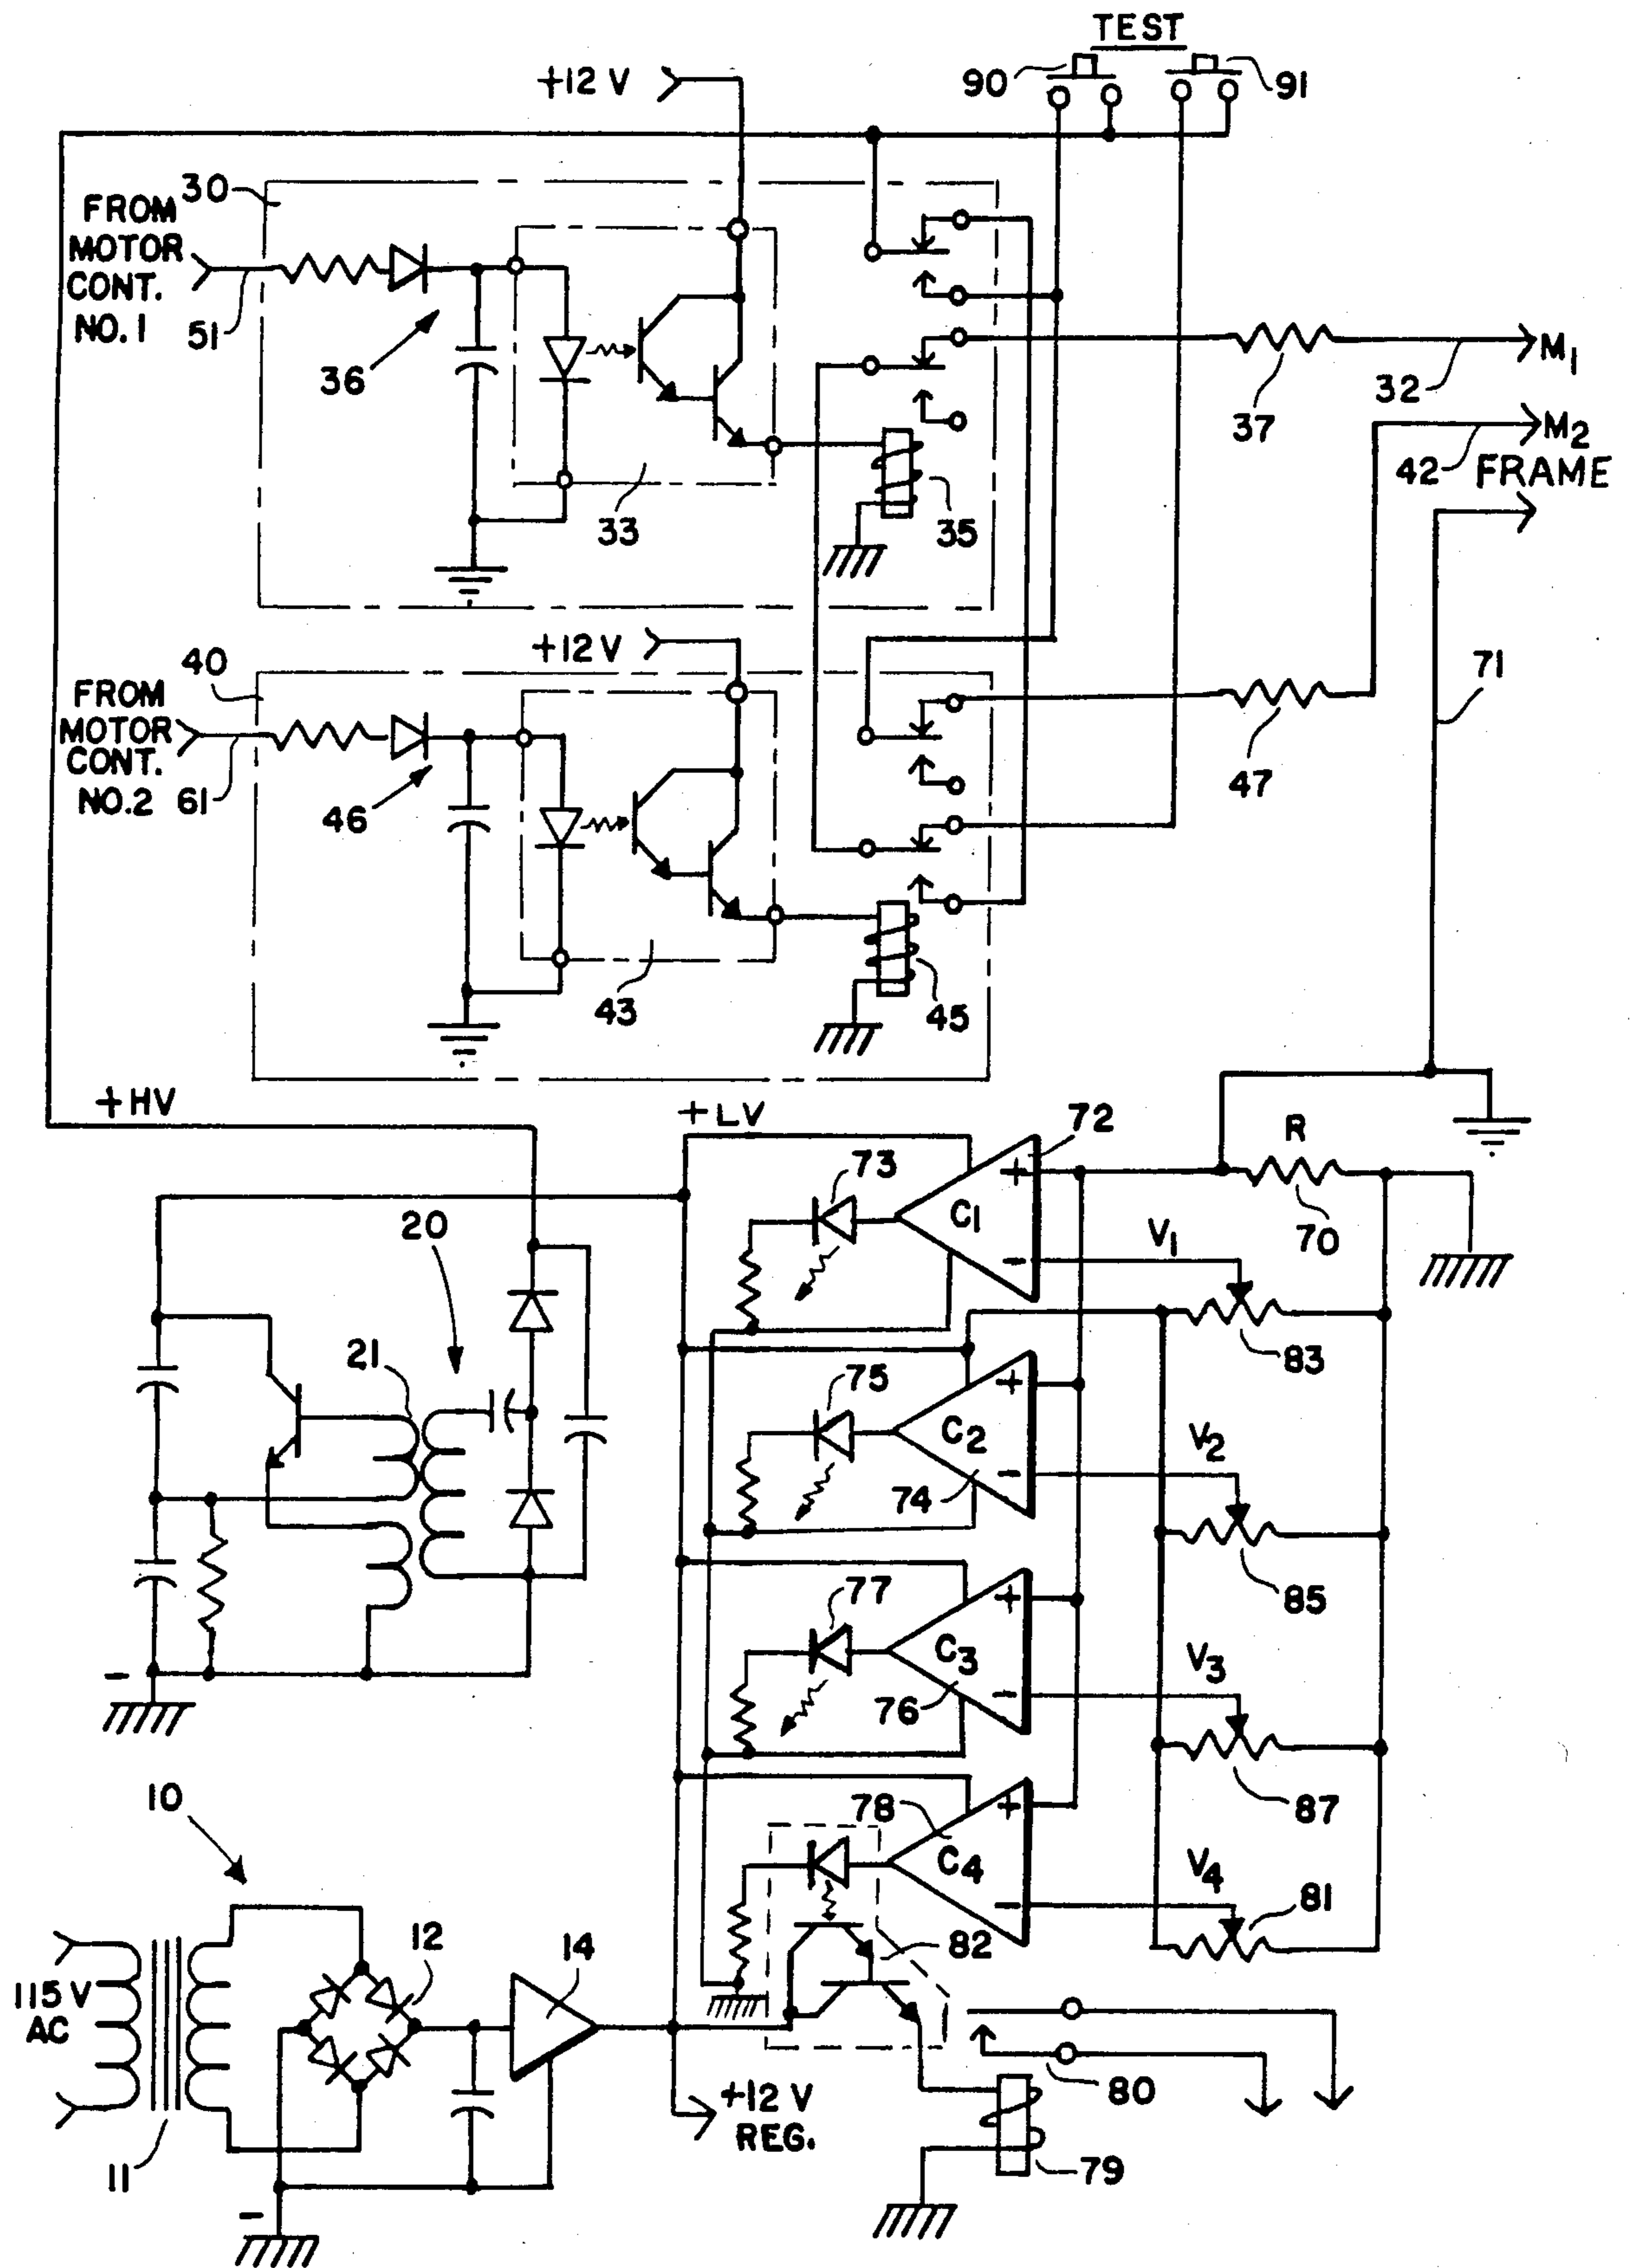 TEST
90
91
+12 V
30
FROM
MOTOR
CONT.
NO. 1
51
36
33
35
37
32
M1
M2
42
FRAME
+12 V
40
FROM
MOTOR
CONT.
NO.2 61
46
43
45
47
71
+HV
+LV
72
R
73
+
C1
-
V1
70
20
83
21
75
+
C2
-
V2
74
85
77
+
C3
-
V3
76
87
-
10
78
+
C4
-
V4
81
12
14
82
115 V
AC
80
+12 V
REG.
11
79
-